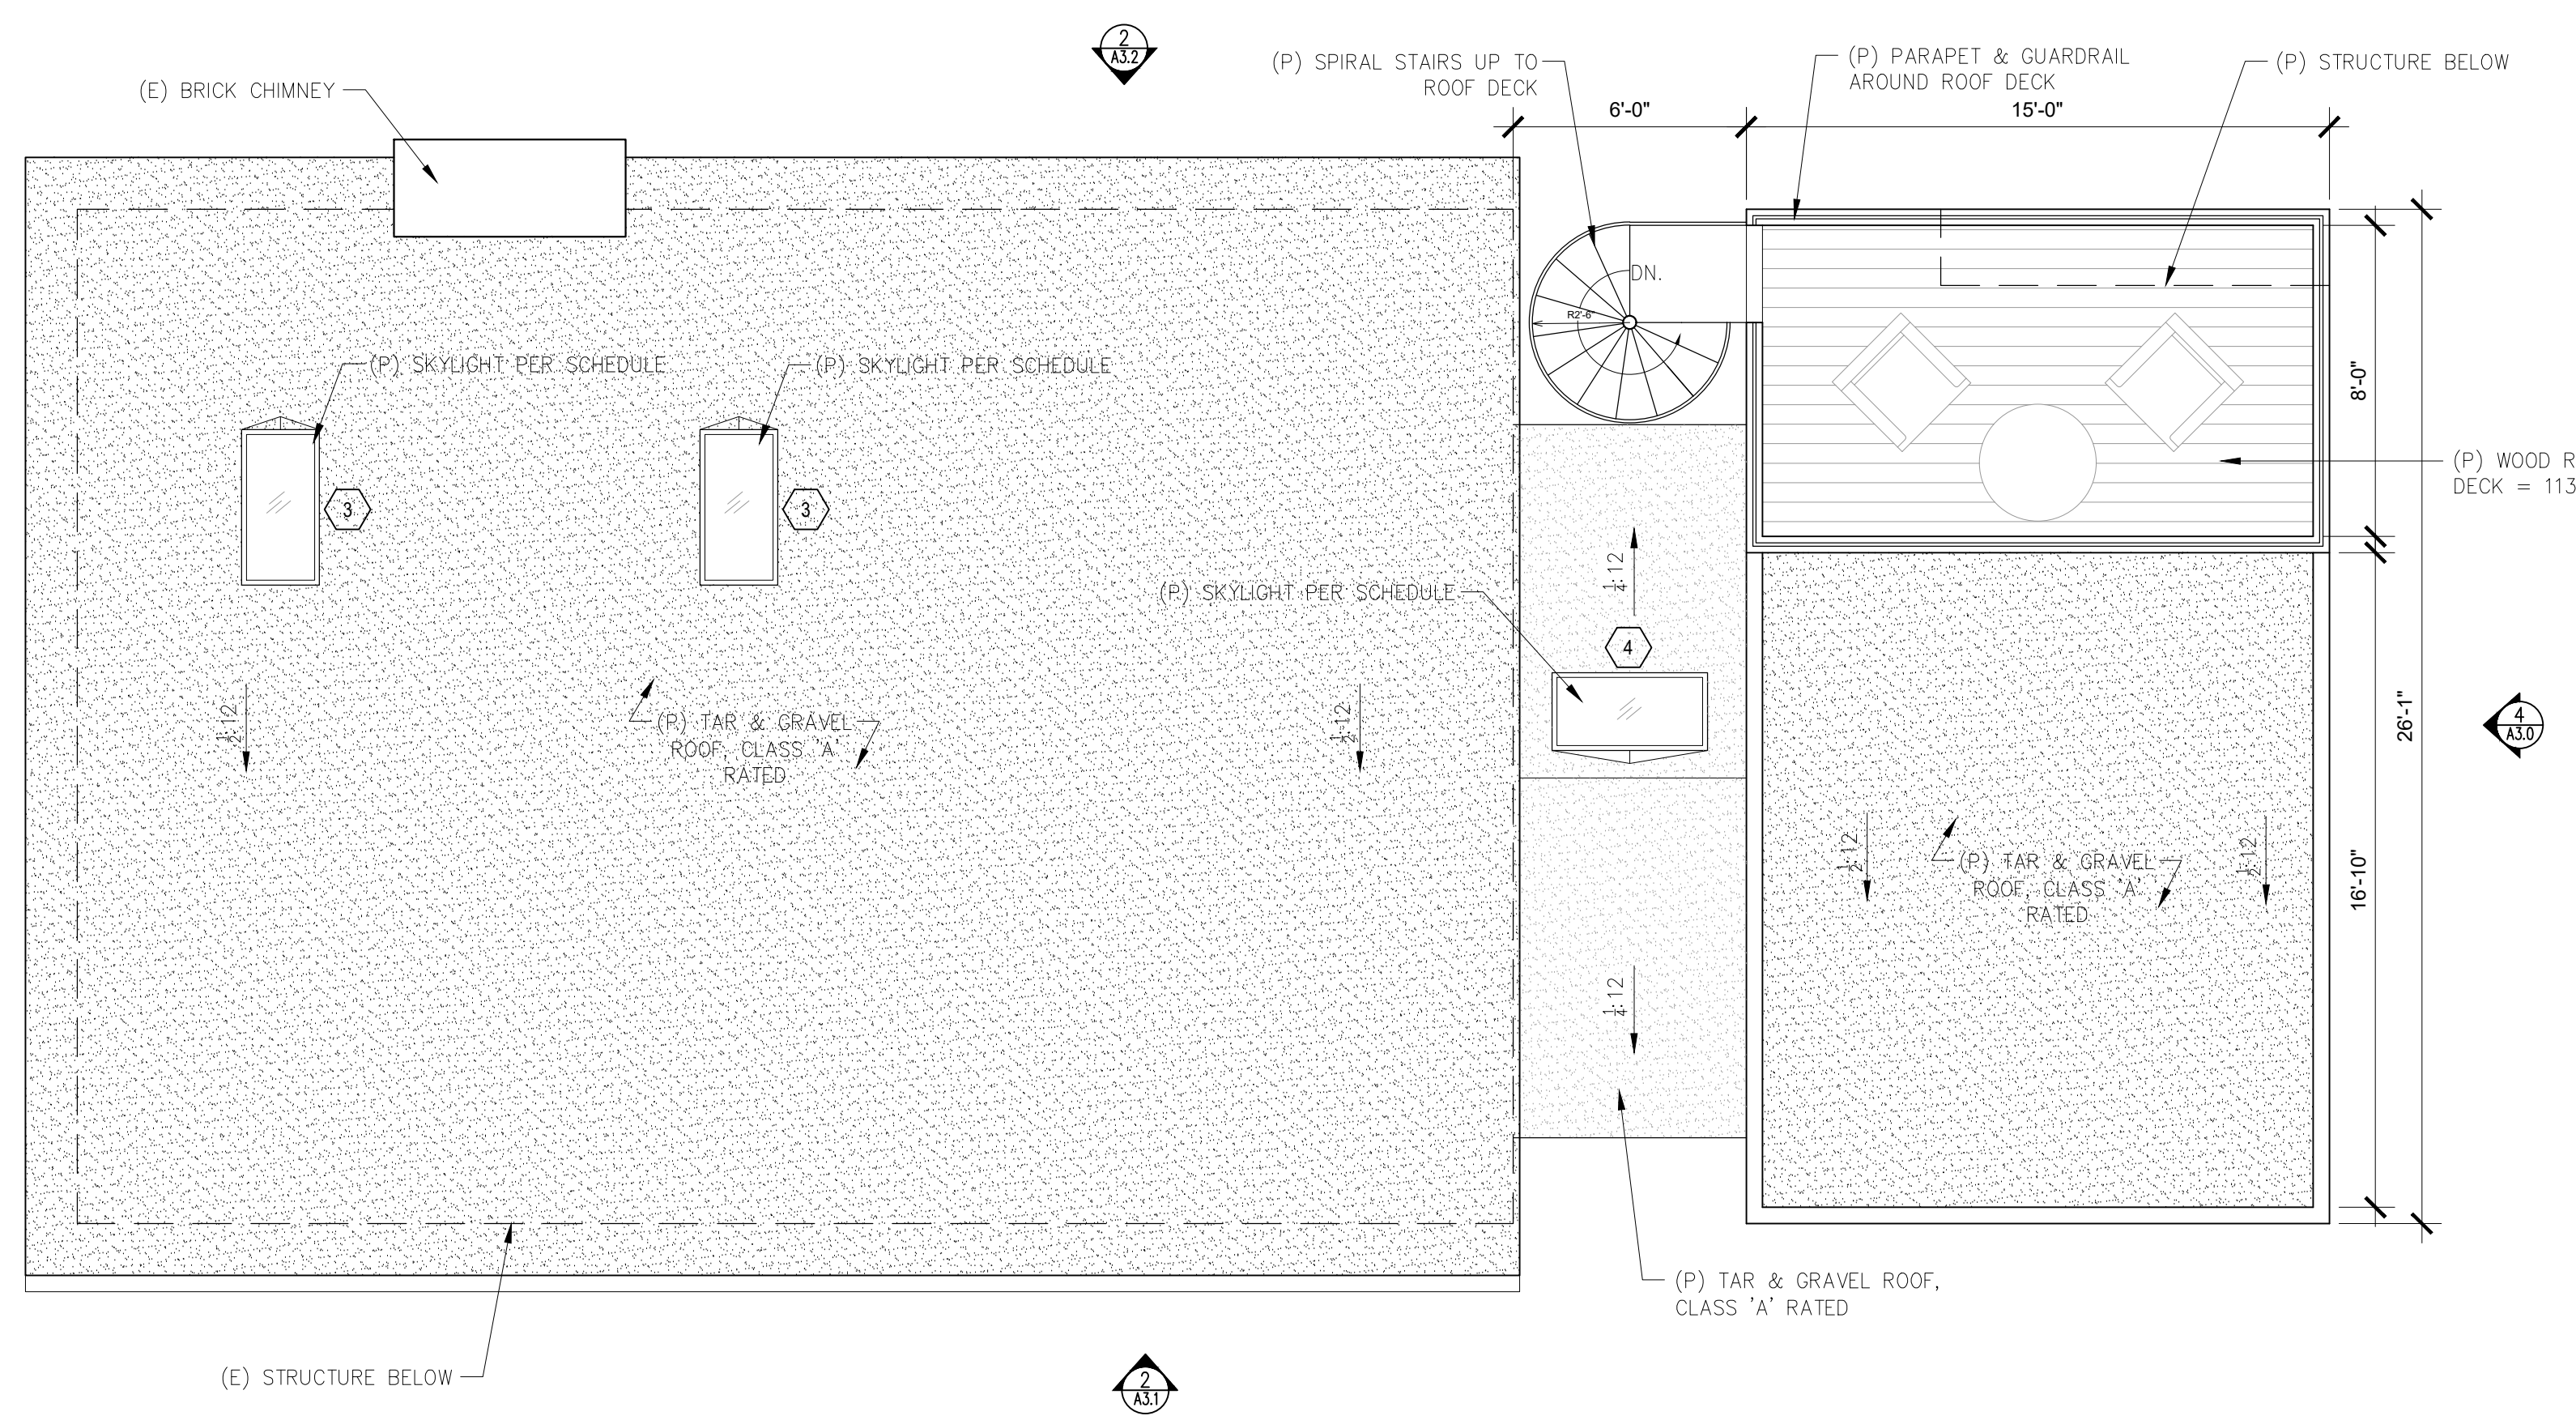 2
A3.2
(E) BRICK CHIMNEY
(P) SPIRAL STAIRS UP TO
ROOF DECK
(P) PARAPET & GUARDRAIL
AROUND ROOF DECK
(P) STRUCTURE BELOW
6'-0"
15'-0"
DN.
R2'-6"
(P) SKYLIGHT PER SCHEDULE
(P) SKYLIGHT PER SCHEDULE
8'-0"
(P) WOOD R
DECK = 113
3
3
(P) SKYLIGHT PER SCHEDULE
1/4:12
4
1/2:12
(P) TAR & GRAVEL
ROOF, CLASS 'A'
RATED
1/2:12
26'-1"
4
A3.0
1/2:12
(P) TAR & GRAVEL
ROOF, CLASS 'A'
RATED
1/2:12
16'-10"
1/4:12
(P) TAR & GRAVEL ROOF,
CLASS 'A' RATED
(E) STRUCTURE BELOW
2
A3.1